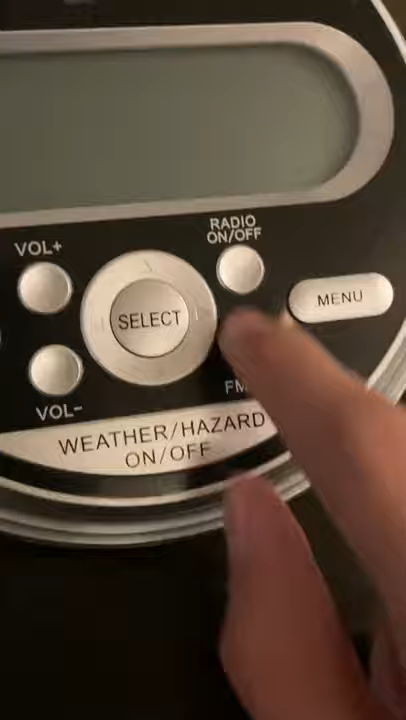 VOL+
RADIO
ON/OFF
SELECT
MENU
VOL-
FM
WEATHER/HAZARD
ON/OFF